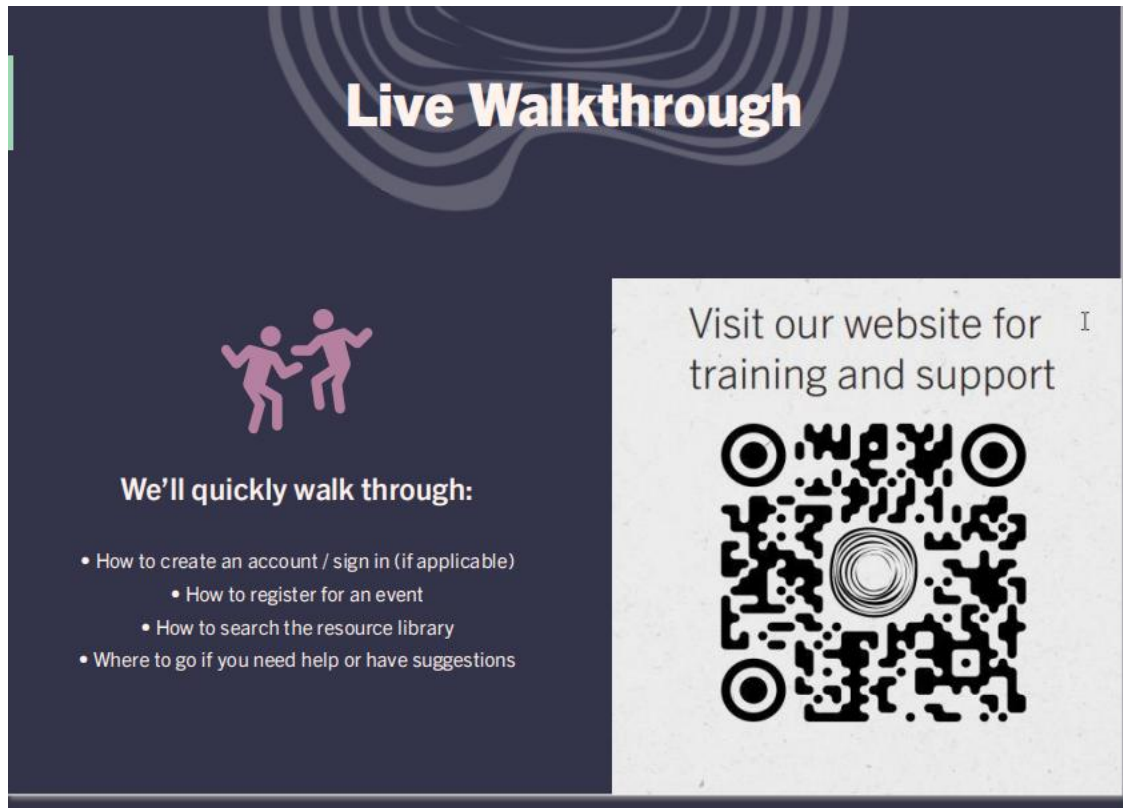 Live Walkthrough
We’ll quickly walk through:
• How to create an account / sign in (if applicable)
• How to register for an event
• How to search the resource library
• Where to go if you need help or have suggestions
Visit our website for
training and support